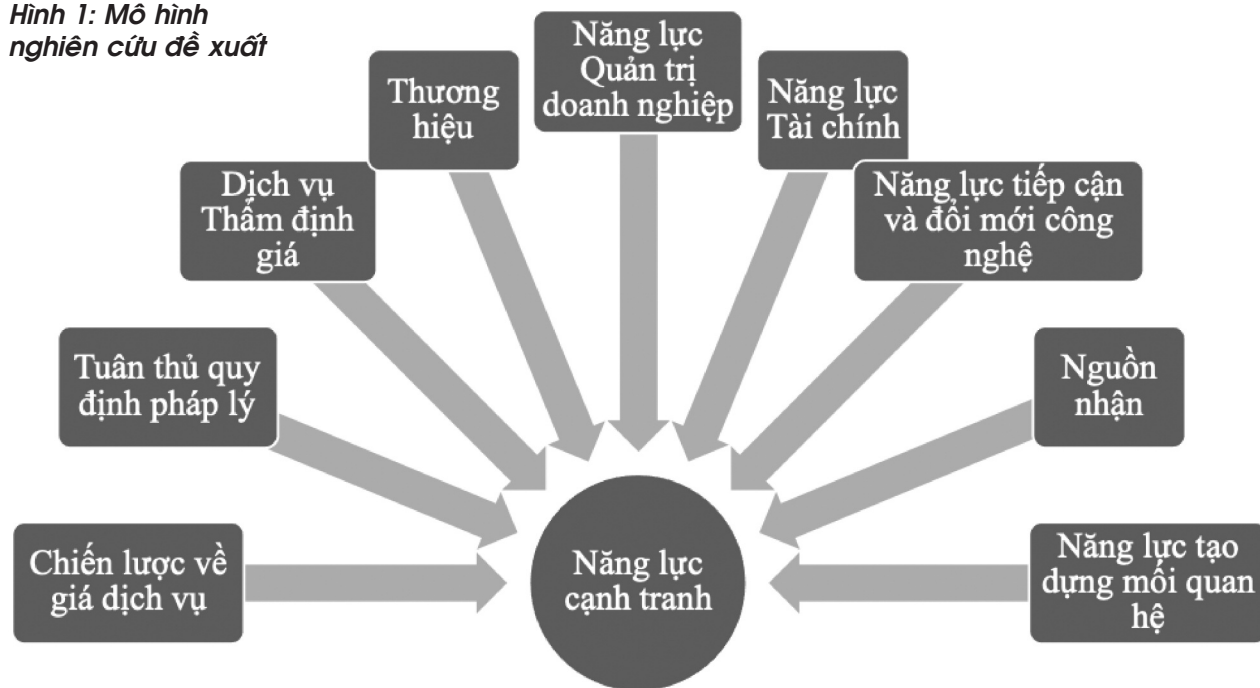 Hình 1: Mô hình
nghiên cứu đề xuất
Năng lực
Quản trị
doanh nghiệp
Thương
hiệu
Năng lực
Tài chính
Dịch vụ
Thẩm định
giá
Năng lực tiếp cận
và đổi mới công
nghệ
Tuân thủ quy
định pháp lý
Nguồn
nhận
Chiến lược về
giá dịch vụ
Năng lực
cạnh tranh
Năng lực tạo
dựng mối quan
hệ